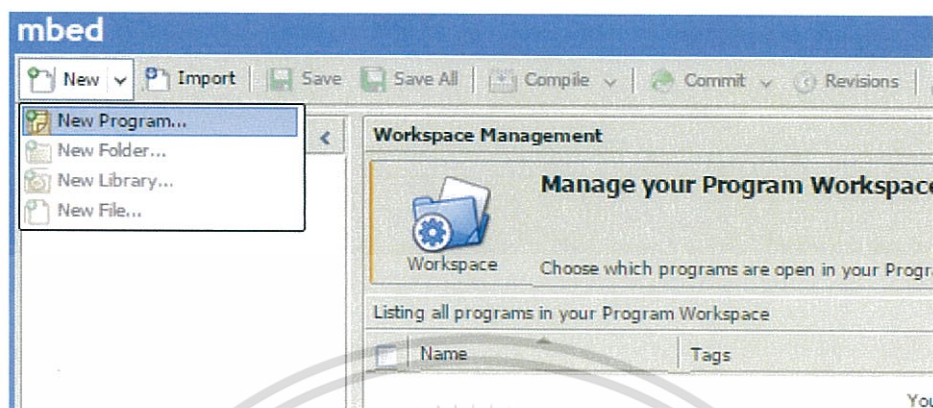 mbed
New Import Save Save All Compile Commit Revisions
New Program...
New Folder...
New Library...
New File...
Workspace Management
Manage your Program Workspace
Workspace
Choose which programs are open in your Progr
Listing all programs in your Program Workspace
Name Tags
You